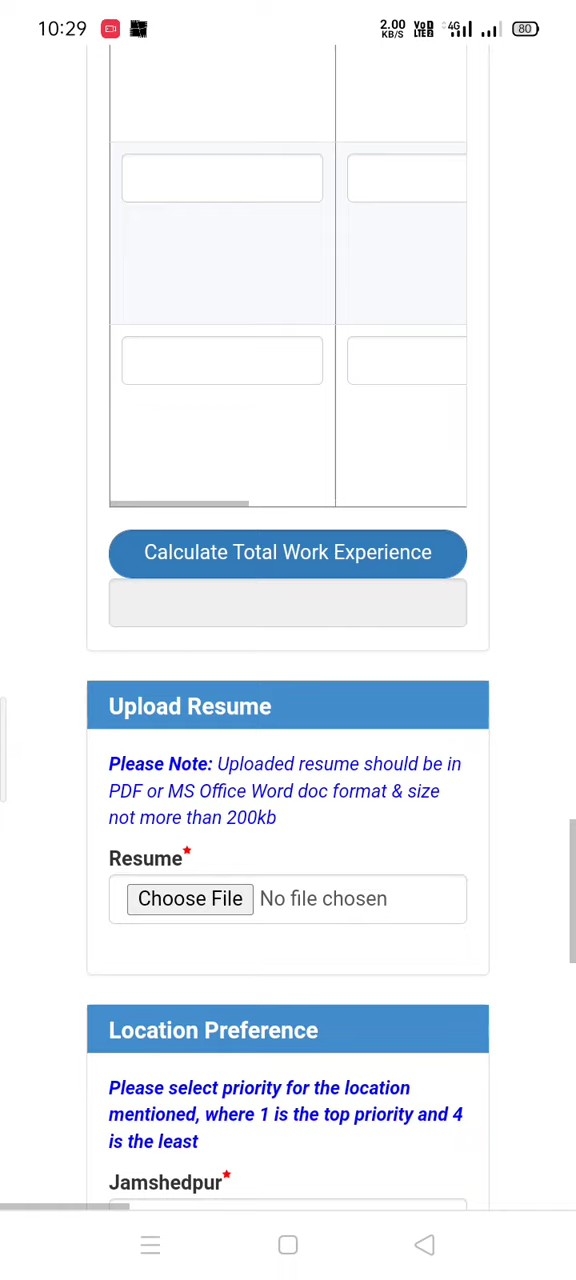 10:29
2.00
KB/S
VoD
LTE2
4G
80
Calculate Total Work Experience
Upload Resume
Please Note: Uploaded resume should be in
PDF or MS Office Word doc format & size
not more than 200kb
Resume*
Choose File No file chosen
Location Preference
Please select priority for the location
mentioned, where 1 is the top priority and 4
is the least
Jamshedpur*